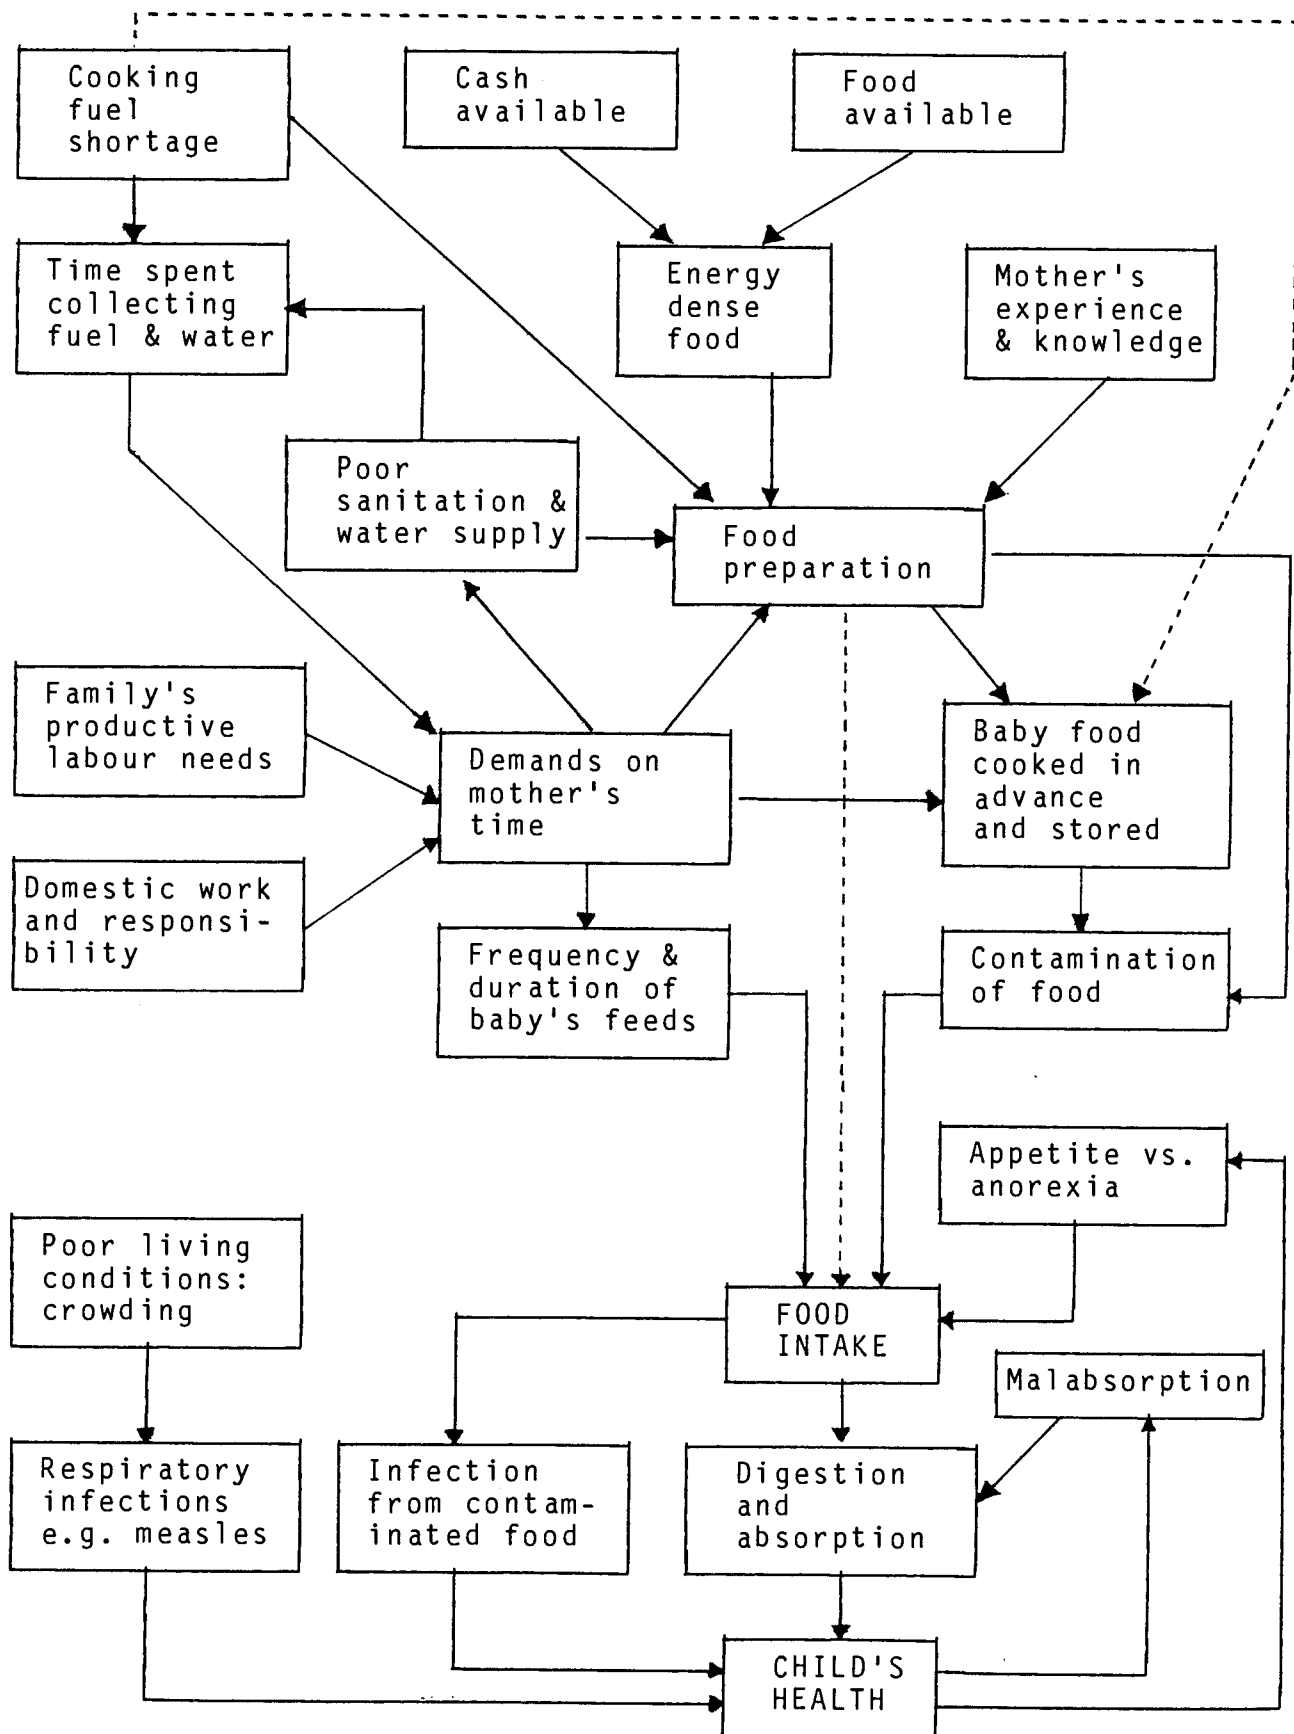 Cooking
fuel
shortage
Cash
available
Food
available
Time spent
collecting
fuel & water
Energy
dense
food
Mother's
experience
& knowledge
Poor
sanitation &
water supply
Food
preparation
Family's
productive
labour needs
Demands on
mother's
time
Baby food
cooked in
advance
and stored
Domestic work
and responsi-
bility
Frequency &
duration of
baby's feeds
Contamination
of food
Appetite vs.
anorexia
Poor living
conditions:
crowding
FOOD
INTAKE
Malabsorption
Respiratory
infections
e.g. measles
Infection
from contam-
inated food
Digestion
and
absorption
CHILD'S
HEALTH